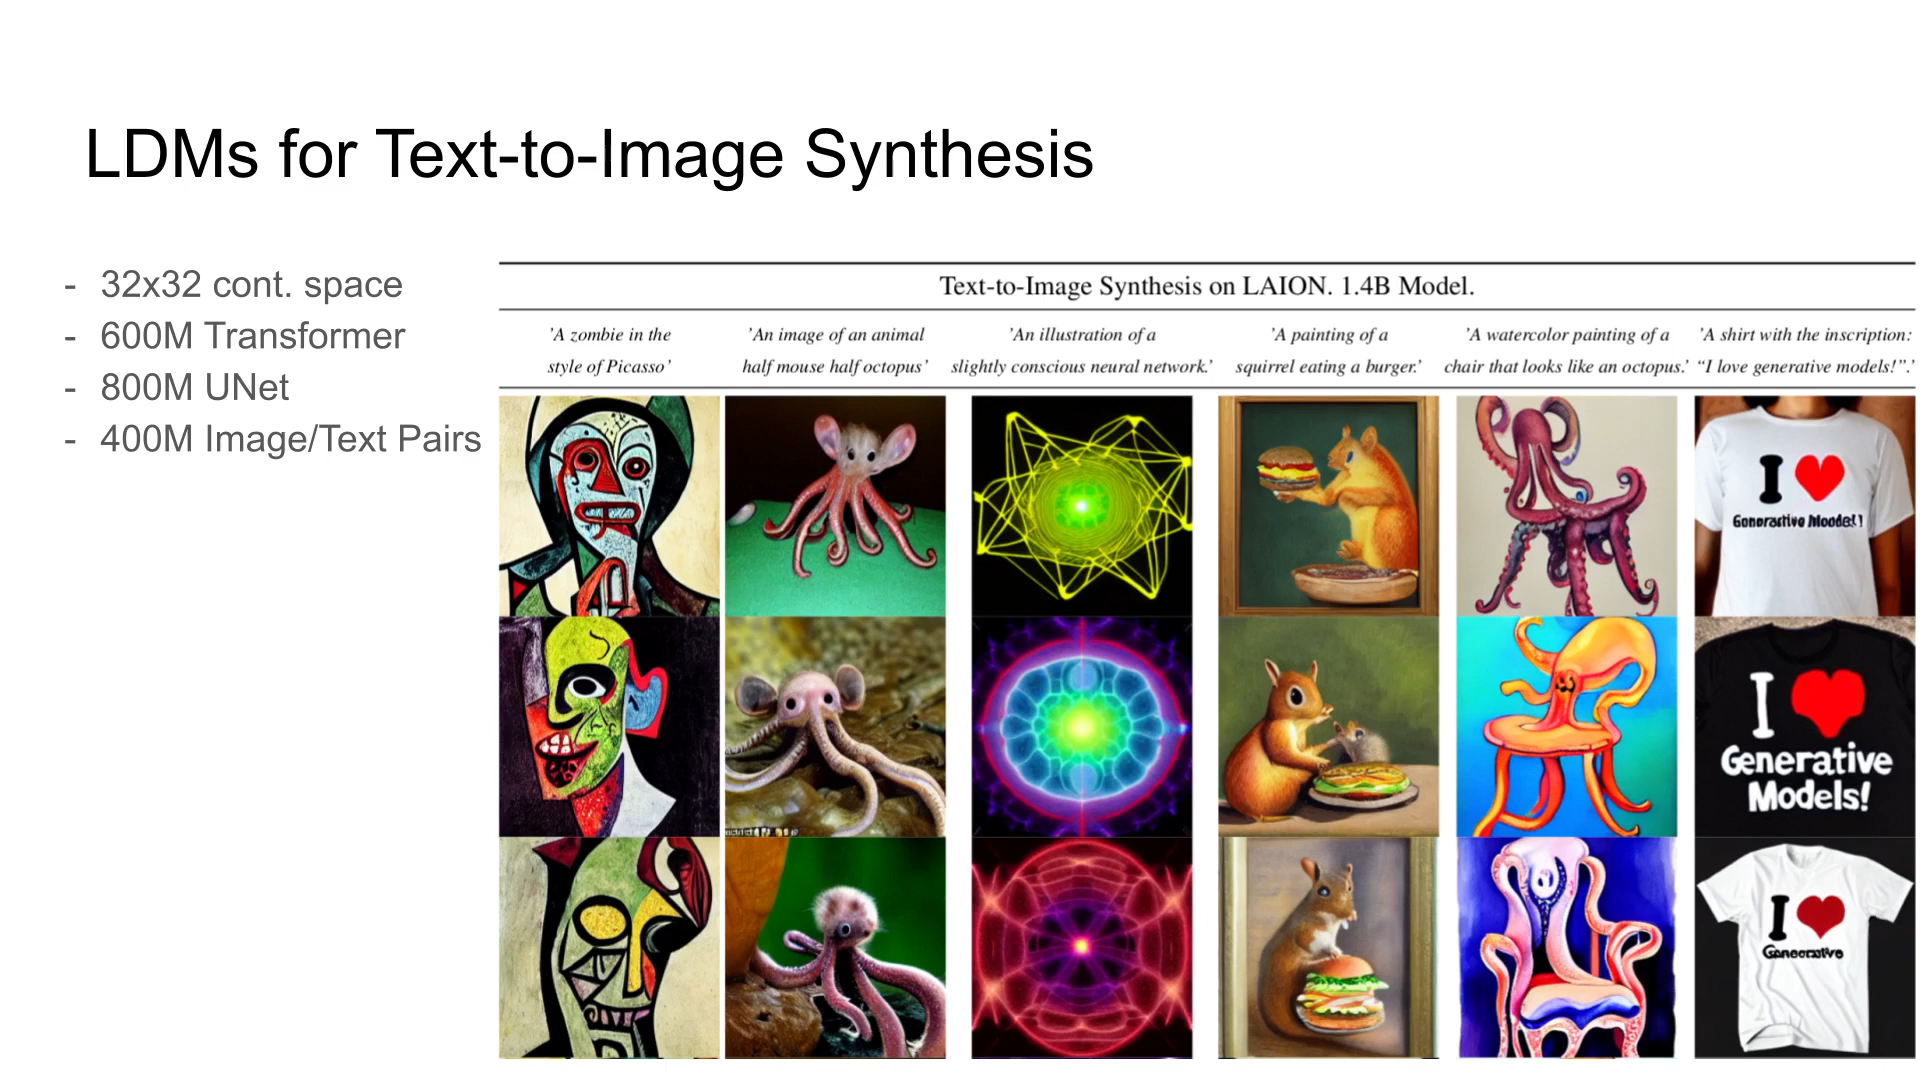 LDMs for Text-to-Image Synthesis
- 32x32 cont. space
- 600M Transformer
- 800M UNet
- 400M Image/Text Pairs
Text-to-Image Synthesis on LAION. 1.4B Model.
'A zombie in the
style of Picasso'
'An image of an animal
half mouse half octopus'
'An illustration of a
slightly conscious neural network.'
'A painting of a
squirrel eating a burger.'
'A watercolor painting of a
chair that looks like an octopus.'
'A shirt with the inscription:
“I love generative models!”.'
I
I
Generative
Models!
I